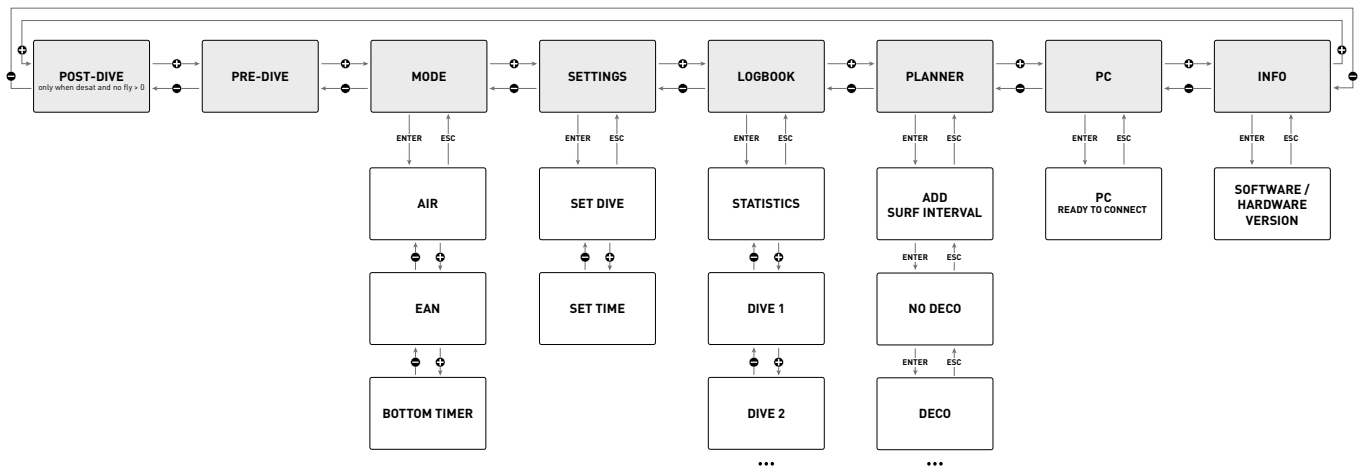 POST-DIVE
only when desat and no fly > 0
PRE-DIVE
MODE
SETTINGS
LOGBOOK
PLANNER
PC
INFO
ENTER ESC
ENTER ESC
ENTER ESC
ENTER ESC
ENTER ESC
ENTER ESC
AIR
SET DIVE
STATISTICS
ADD
SURF INTERVAL
PC
READY TO CONNECT
SOFTWARE /
HARDWARE
VERSION
ENTER ESC
EAN
SET TIME
DIVE 1
NO DECO
ENTER ESC
BOTTOM TIMER
DIVE 2
DECO
...
...